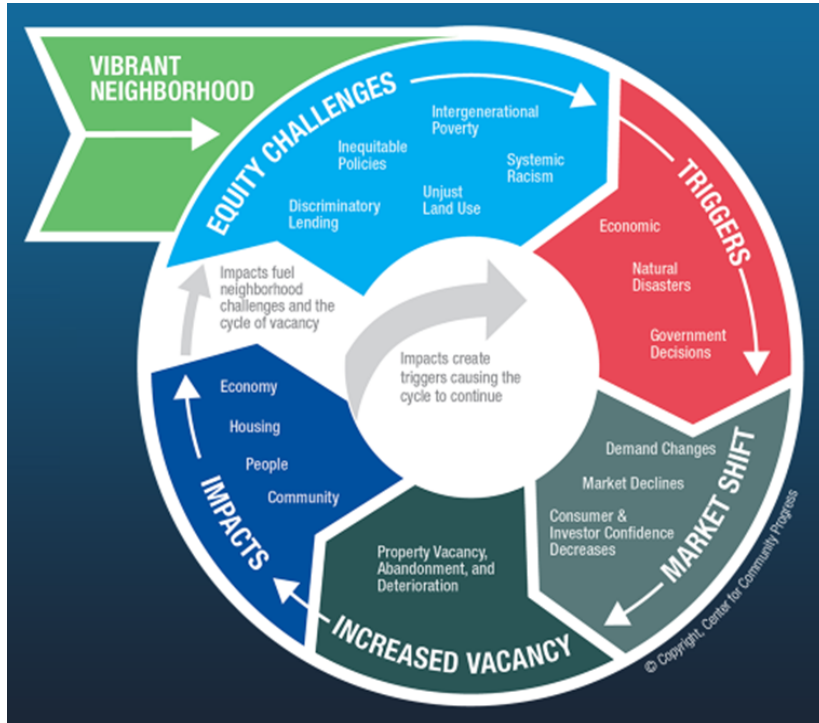 VIBRANT
NEIGHBORHOOD
EQUITY CHALLENGES
Intergenerational
Poverty
Inequitable
Policies
Systemic
Racism
Discriminatory
Lending
Unjust
Land Use
TRIGGERS
Economic
Natural
Disasters
Government
Decisions
MARKET SHIFT
Demand Changes
Market Declines
Consumer &
Investor Confidence
Decreases
INCREASED VACANCY
Property Vacancy,
Abandonment, and
Deterioration
IMPACTS
Economy
Housing
People
Community
Impacts fuel
neighborhood
challenges and the
cycle of vacancy
Impacts create
triggers causing the
cycle to continue
© Copyright, Center for Community Progress